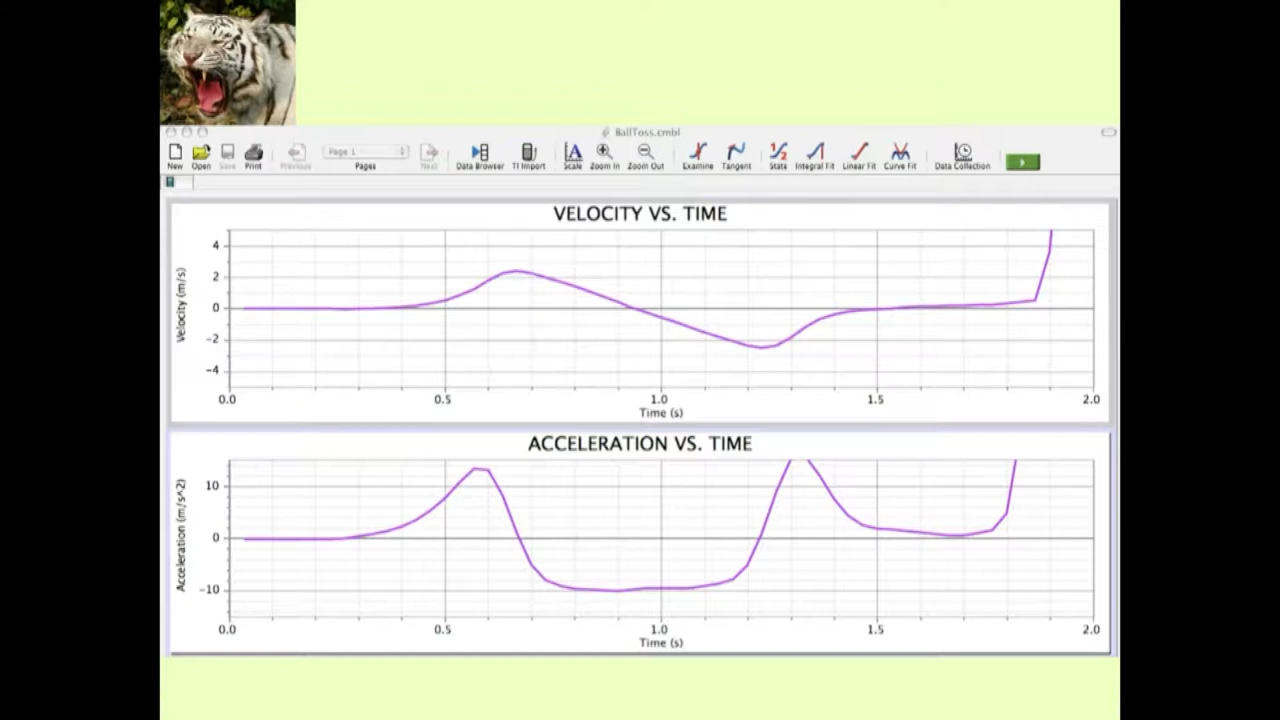 BallToss.cmbl
New Open Save Print Previous Page 1 Pages Next Data Browser TI Import Scale Zoom In Zoom Out Examine Tangent Stats Integral Fit Linear Fit Curve Fit Data Collection
VELOCITY VS. TIME
Velocity (m/s)
4
2
0
−2
−4
0.0 0.5 1.0 1.5 2.0
Time (s)
ACCELERATION VS. TIME
Acceleration (m/s^2)
10
0
−10
0.0 0.5 1.0 1.5 2.0
Time (s)